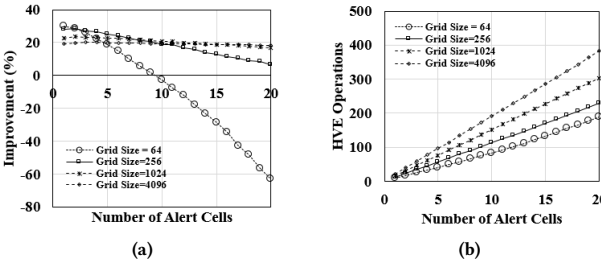 Improvement (%)
40
20
0
-20
-40
-60
-80
0
5
10
15
20
Grid Size = 64
Grid Size=256
Grid Size=1024
Grid Size=4096
Number of Alert Cells
(a)
HVE Operations
500
400
300
200
100
0
Grid Size = 64
Grid Size=256
Grid Size=1024
Grid Size=4096
0
5
10
15
20
Number of Alert Cells
(b)